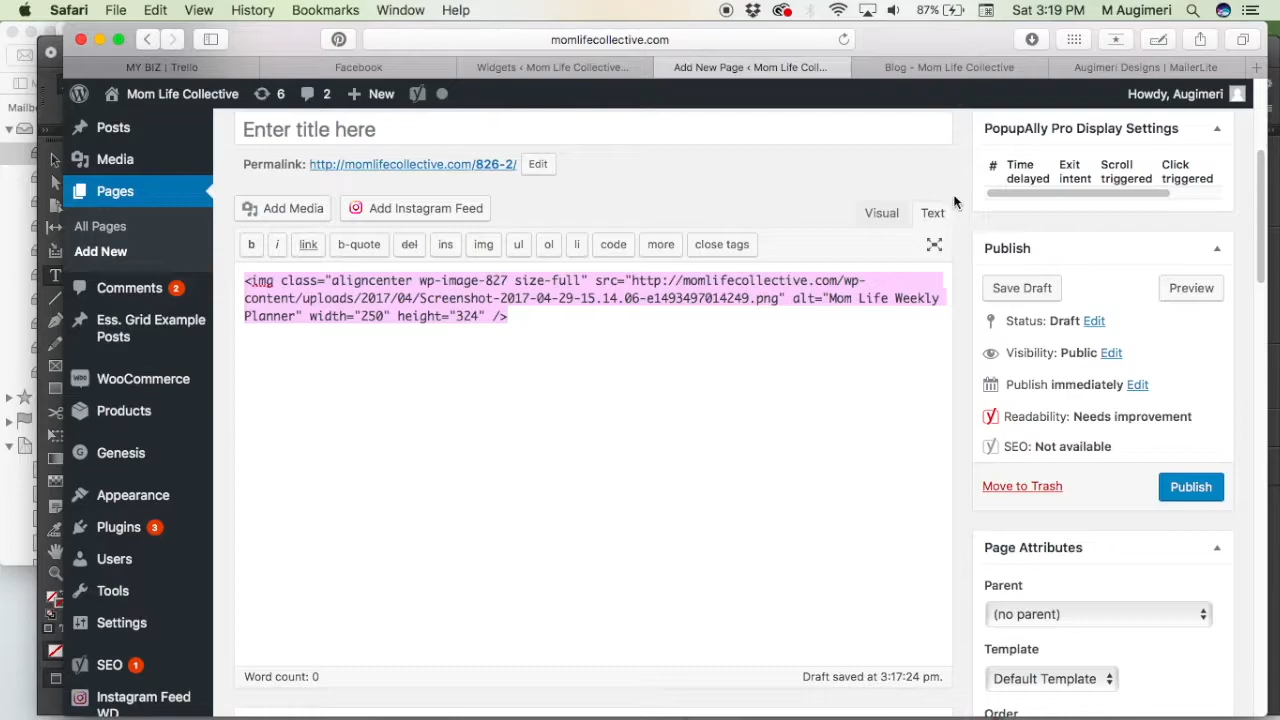 Safari File Edit View History Bookmarks Window Help 87% Sat 3:19 PM M Augimeri
momlifecollective.com
MY BIZ | Trello Facebook Widgets ‹ Mom Life Collective... Add New Page ‹ Mom Life Coll... Blog - Mom Life Collective Augimeri Designs | MailerLite
Mom Life Collective 6 2 New Howdy, Augimeri
Mailbo
Posts
Media
Pages
All Pages
Add New
Comments 2
Ess. Grid Example
Posts
WooCommerce
Products
Genesis
Appearance
Plugins 3
Users
Tools
Settings
SEO 1
Instagram Feed
WD
Enter title here
Permalink: http://momlifecollective.com/826-2/ Edit
Add Media Add Instagram Feed
Visual Text
b i link b-quote del ins img ul ol li code more close tags
<img class="aligncenter wp-image-827 size-full" src="http://momlifecollective.com/wp-
content/uploads/2017/04/Screenshot-2017-04-29-15.14.06-e1493497014249.png" alt="Mom Life Weekly
Planner" width="250" height="324" />
Word count: 0 Draft saved at 3:17:24 pm.
PopupAlly Pro Display Settings
# Time delayed Exit intent Scroll triggered Click triggered
Publish
Save Draft Preview
Status: Draft Edit
Visibility: Public Edit
Publish immediately Edit
Readability: Needs improvement
SEO: Not available
Move to Trash Publish
Page Attributes
Parent
(no parent)
Template
Default Template
Order